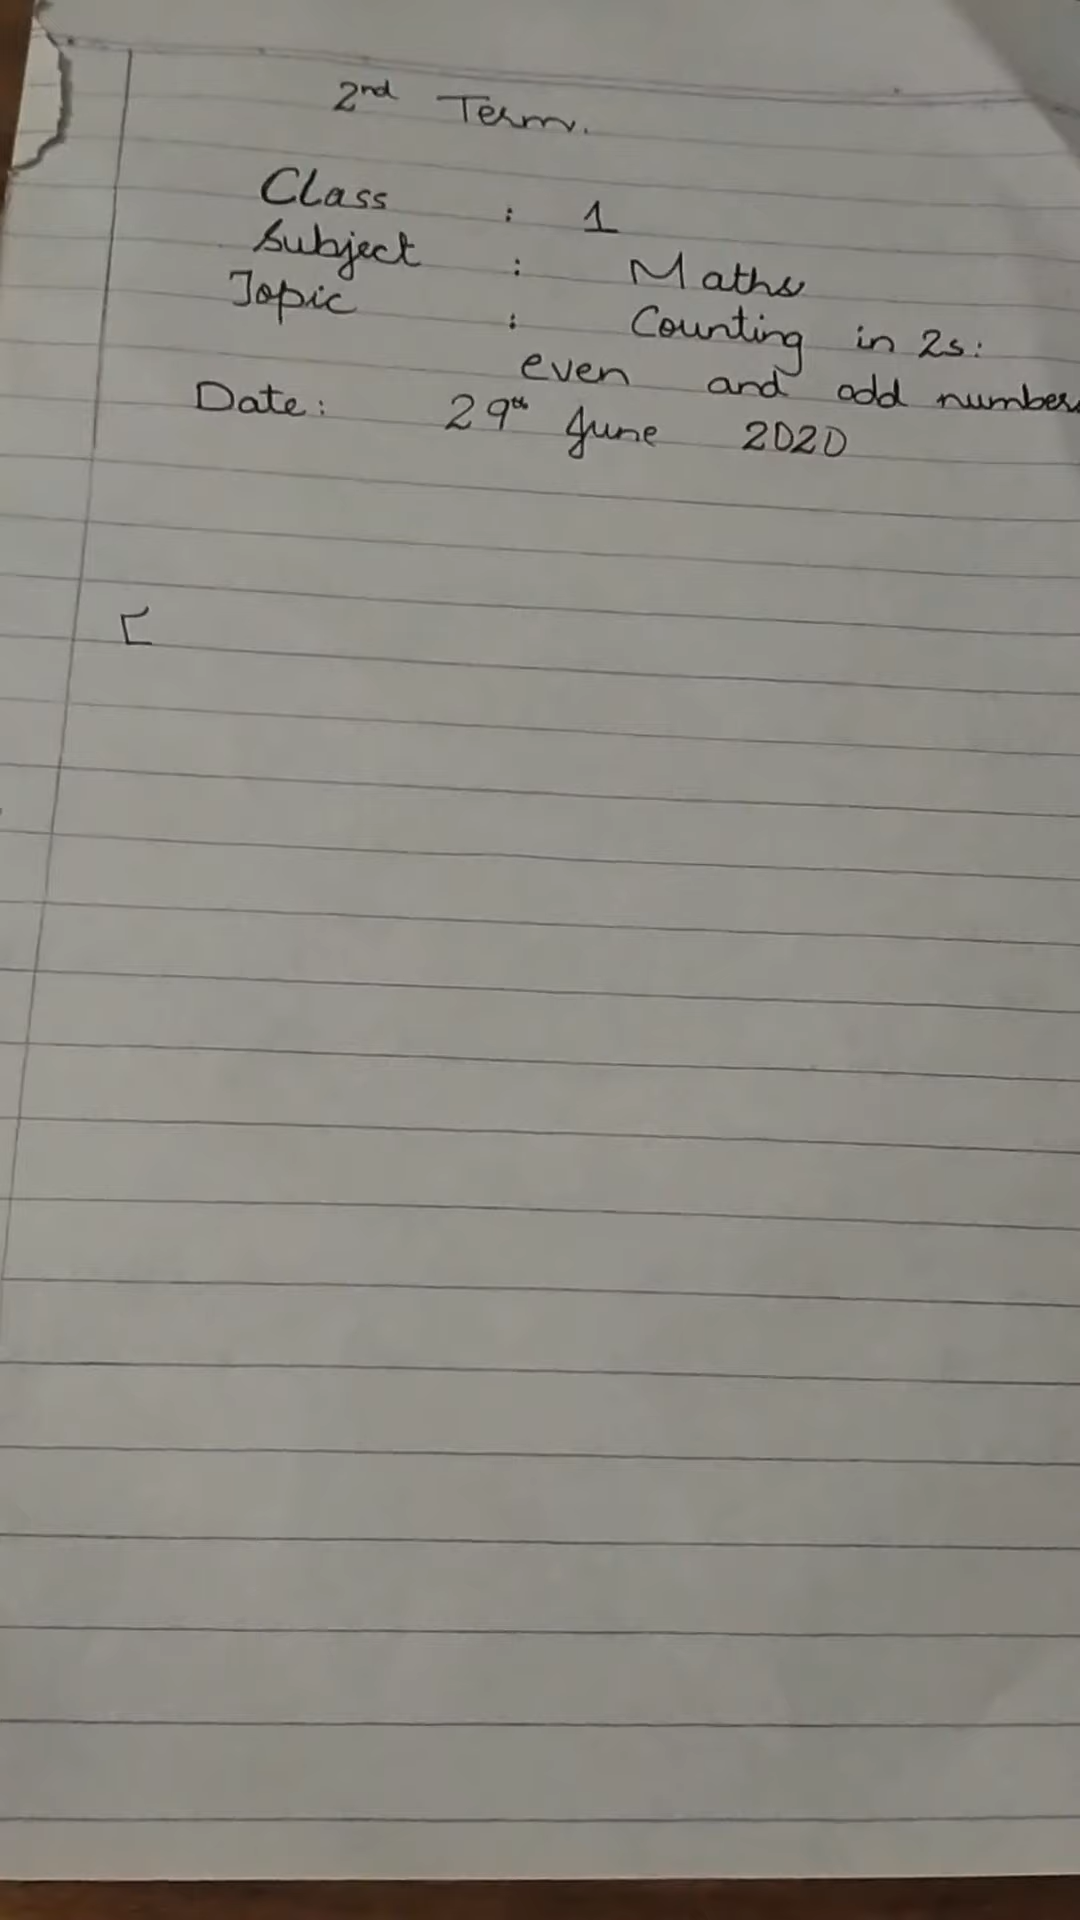 2nd Term.
Class : 1
Subject : Maths
Topic : Counting in 2s:
even and odd numbers
Date: 29th June 2020
[